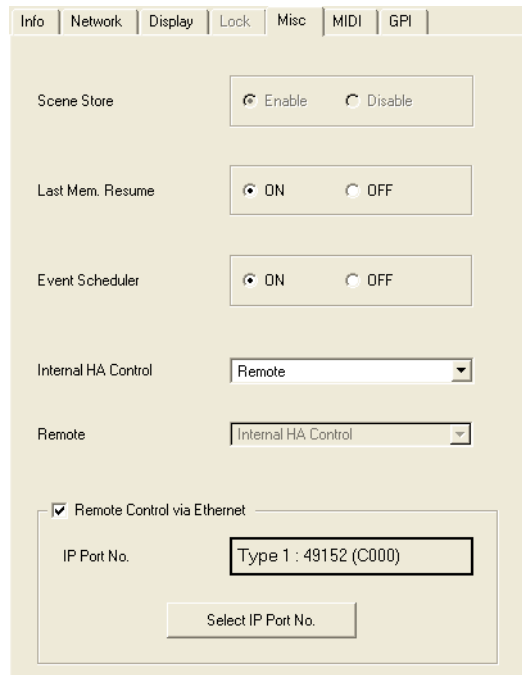 Info Network Display Lock Misc MIDI GPI
Scene Store Enable Disable
Last Mem. Resume ON OFF
Event Scheduler ON OFF
Internal HA Control Remote
Remote Internal HA Control
Remote Control via Ethernet
IP Port No. Type 1 : 49152 (C000)
Select IP Port No.